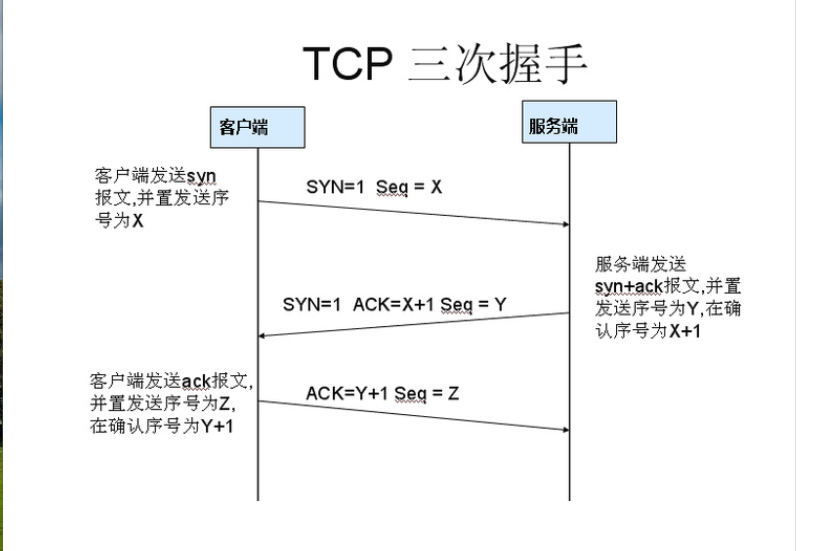 TCP 三次握手
客户端
服务端
客户端发送syn
报文,并置发送序
号为X
SYN=1 Seq = X
服务端发送
syn+ack报文,并置
发送序号为Y,在确
认序号为X+1
SYN=1 ACK=X+1 Seq = Y
客户端发送ack报文,
并置发送序号为Z,
在确认序号为Y+1
ACK=Y+1 Seq = Z